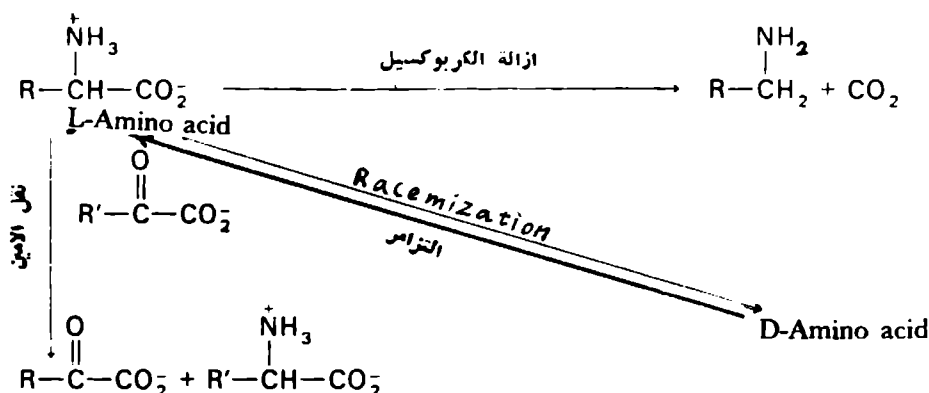 +
NH3
R—CH—CO2-
L-Amino acid
ازالة الكربوكسيل
NH2
R—CH2 + CO2
نقل الامين
O
R'—C—CO2-
Racemization
التزامر
D-Amino acid
O
R—C—CO2- + R'—CH—CO2-
+
NH3